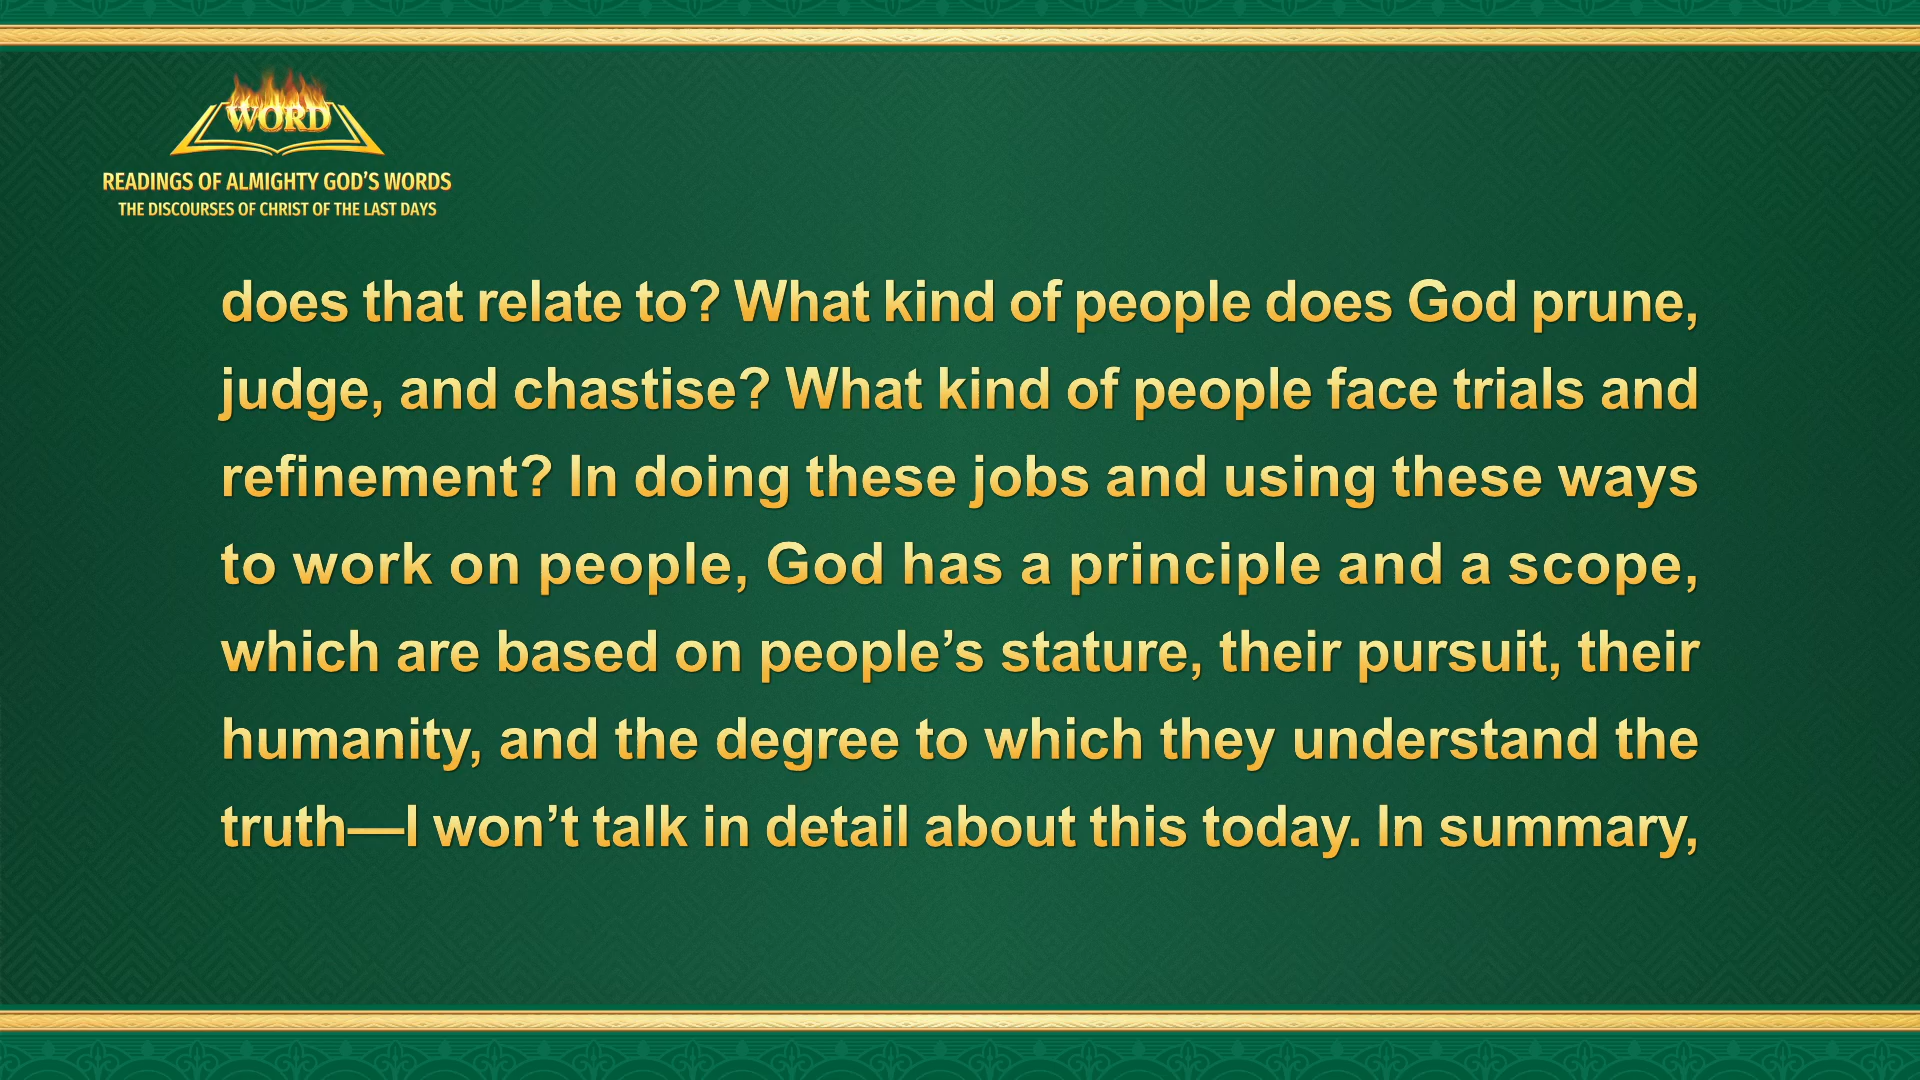 WORD
READINGS OF ALMIGHTY GOD’S WORDS
THE DISCOURSES OF CHRIST OF THE LAST DAYS
does that relate to? What kind of people does God prune,
judge, and chastise? What kind of people face trials and
refinement? In doing these jobs and using these ways
to work on people, God has a principle and a scope,
which are based on people’s stature, their pursuit, their
humanity, and the degree to which they understand the
truth—I won’t talk in detail about this today. In summary,